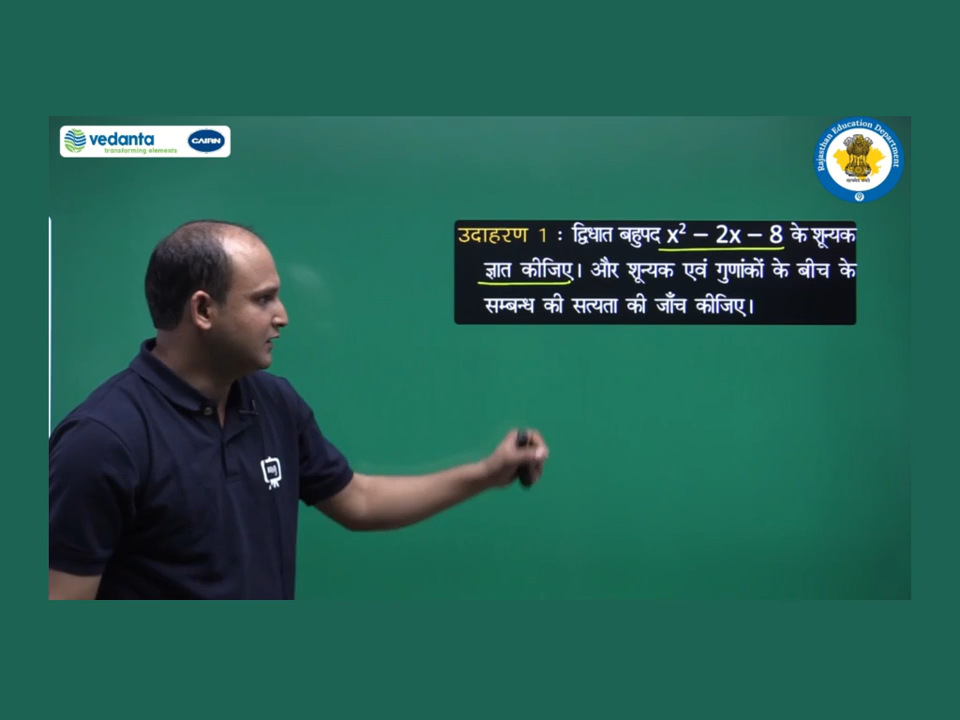 vedanta
transforming elements
CAIRN
Rajasthan Education Department
उदाहरण 1 : द्विघात बहुपद x² − 2x − 8 के शून्यक
ज्ञात कीजिए। और शून्यक एवं गुणांकों के बीच के
सम्बन्ध की सत्यता की जाँच कीजिए।